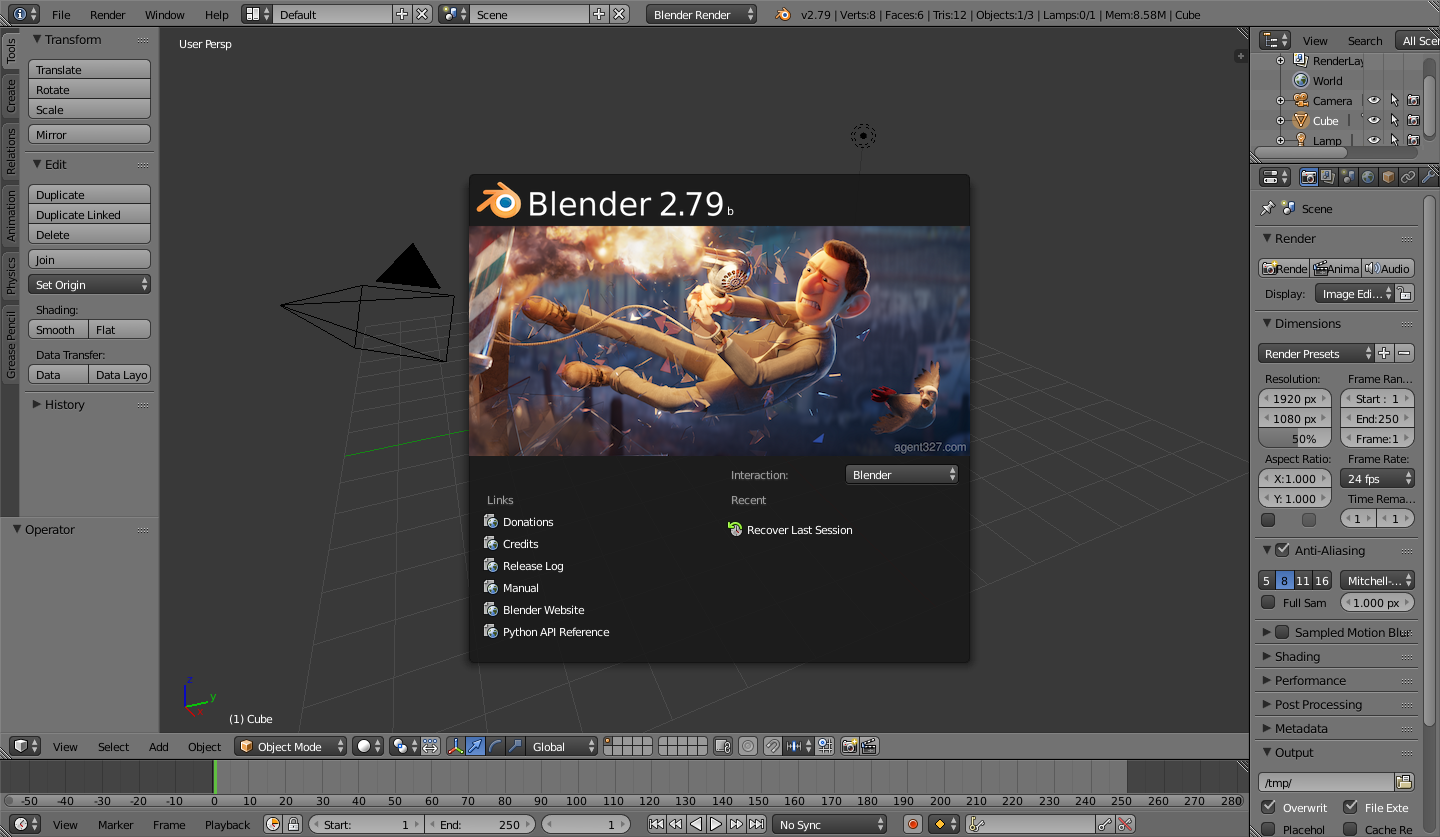 File Render Window Help Default Scene Blender Render v2.79 | Verts:8 | Faces:6 | Tris:12 | Objects:1/3 | Lamps:0/1 | Mem:8.58M | Cube
Tools
Create
Relations
Animation
Physics
Grease Pencil
Transform
Translate
Rotate
Scale
Mirror
Edit
Duplicate
Duplicate Linked
Delete
Join
Set Origin
Shading:
Smooth Flat
Data Transfer:
Data Data Layo
History
Operator
User Persp
Blender 2.79 b
agent327.com
Interaction: Blender
Links Recent
Donations
Recover Last Session
Credits
Release Log
Manual
Blender Website
Python API Reference
z
y
x
(1) Cube
View Search All Scen
RenderLay
World
Camera
Cube
Lamp
Scene
Render
Rende Anima Audio
Display: Image Edi...
Dimensions
Render Presets
Resolution: Frame Ran...
1920 px Start : 1
1080 px End:250
50% Frame:1
Aspect Ratio: Frame Rate:
X:1.000 24 fps
Y: 1.000 Time Rema...
1 1
Anti-Aliasing
5 8 11 16 Mitchell-...
Full Sam 1.000 px
Sampled Motion Blur
Shading
Performance
Post Processing
Metadata
Output
/tmp/
Overwrit File Exte
Placehol Cache Re
View Select Add Object Object Mode Global
-50 -40 -30 -20 -10 0 10 20 30 40 50 60 70 80 90 100 110 120 130 140 150 160 170 180 190 200 210 220 230 240 250 260 270 280
View Marker Frame Playback Start: 1 End: 250 1 No Sync